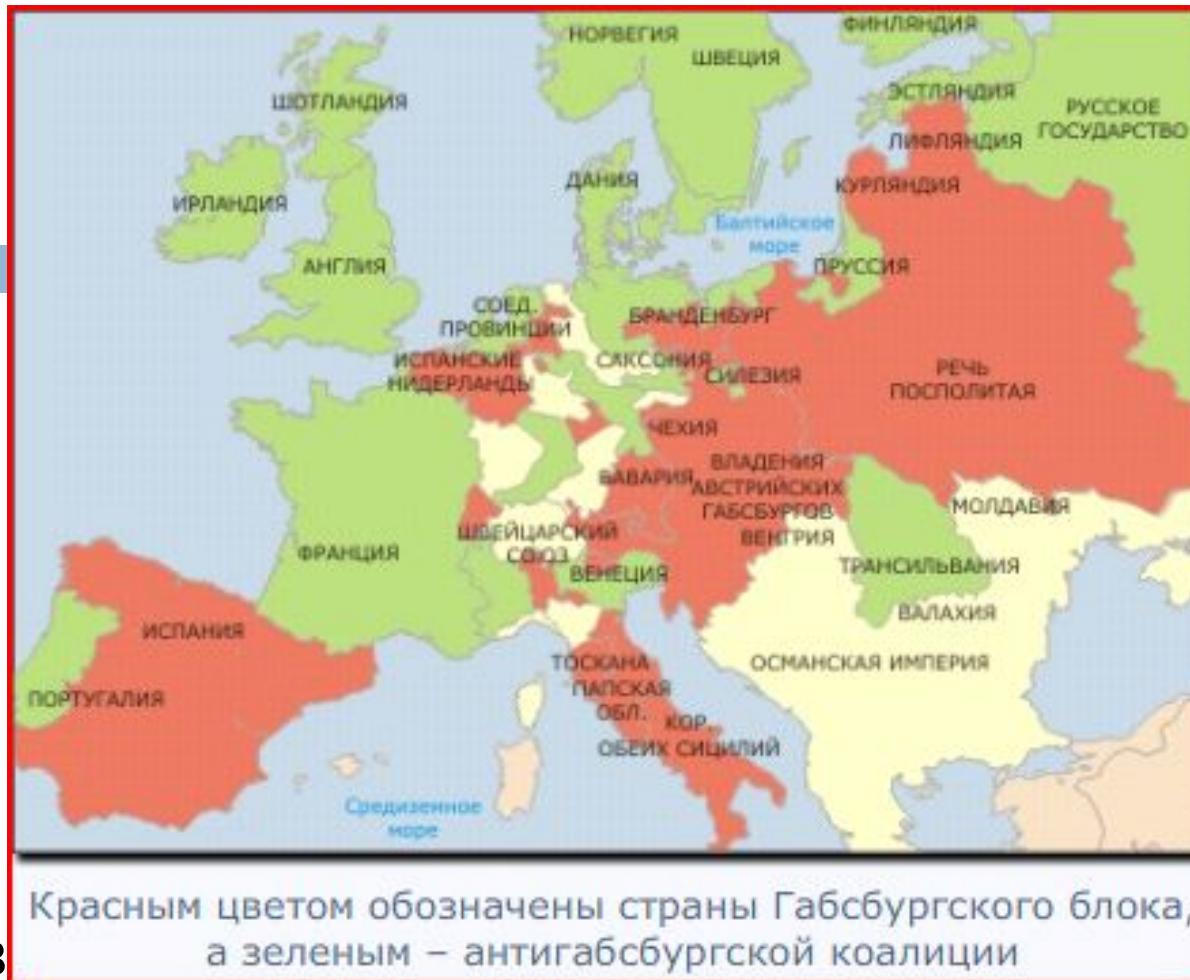 НОРВЕГИЯ
ФИНЛЯНДИЯ
ШВЕЦИЯ
ШОТЛАНДИЯ
ЭСТЛЯНДИЯ
РУССКОЕ
ГОСУДАРСТВО
ЛИФЛЯНДИЯ
ДАНИЯ
КУРЛЯНДИЯ
ИРЛАНДИЯ
Балтийское
море
АНГЛИЯ
ПРУССИЯ
СОЕД.
ПРОВИНЦИИ
БРАНДЕНБУРГ
ИСПАНСКИЕ
НИДЕРЛАНДЫ
САКСОНИЯ
СИЛЕЗИЯ
РЕЧЬ
ПОСПОЛИТАЯ
ЧЕХИЯ
БАВАРИЯ
ВЛАДЕНИЯ
АВСТРИЙСКИХ
ГАБСБУРГОВ
ВЕНГРИЯ
МОЛДАВИЯ
ШВЕЙЦАРСКИЙ
СОЮЗ
ФРАНЦИЯ
ВЕНЕЦИЯ
ТРАНСИЛЬВАНИЯ
ВАЛАХИЯ
ИСПАНИЯ
ТОСКАНА
ОСМАНСКАЯ ИМПЕРИЯ
ПОРТУГАЛИЯ
ПАПСКАЯ
ОБЛ.
КОР.
ОБЕИХ СИЦИЛИЙ
Средиземное
море
Красным цветом обозначены страны Габсбургского блока,
а зеленым – антигабсбургской коалиции